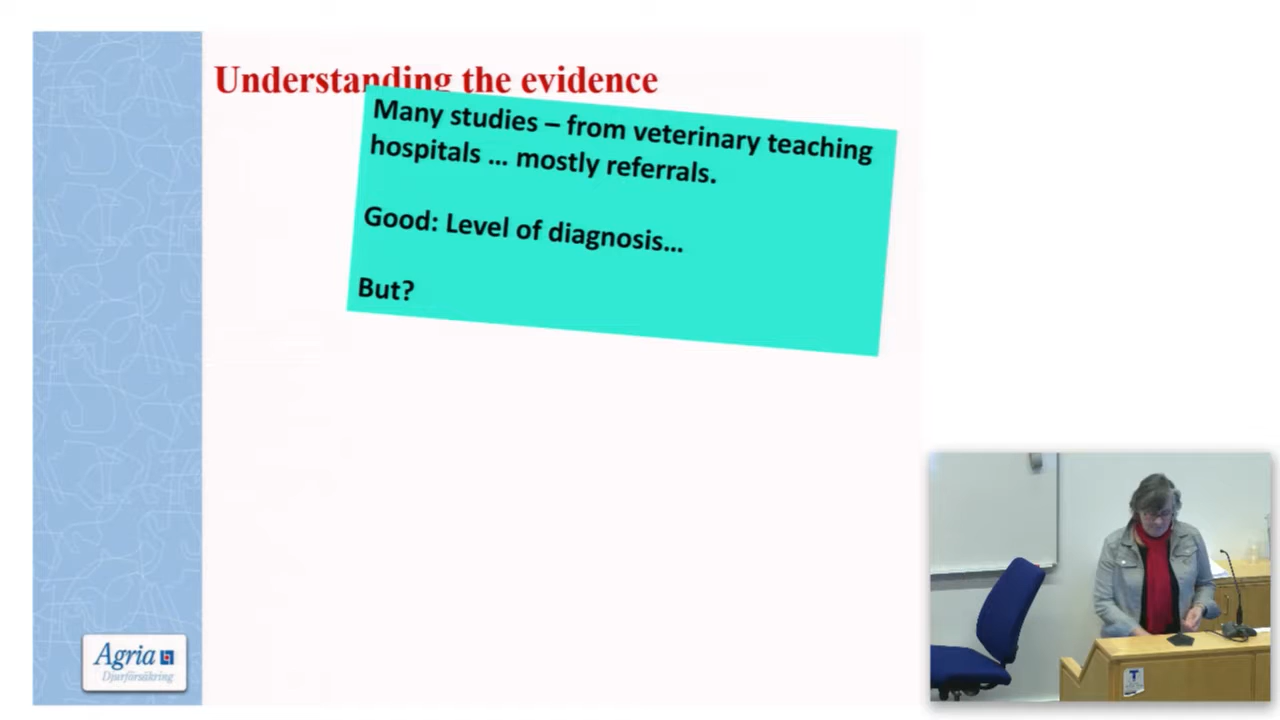 Understanding the evidence
Many studies – from veterinary teaching
hospitals ... mostly referrals.
Good: Level of diagnosis...
But?
Agria
Djurförsäkring